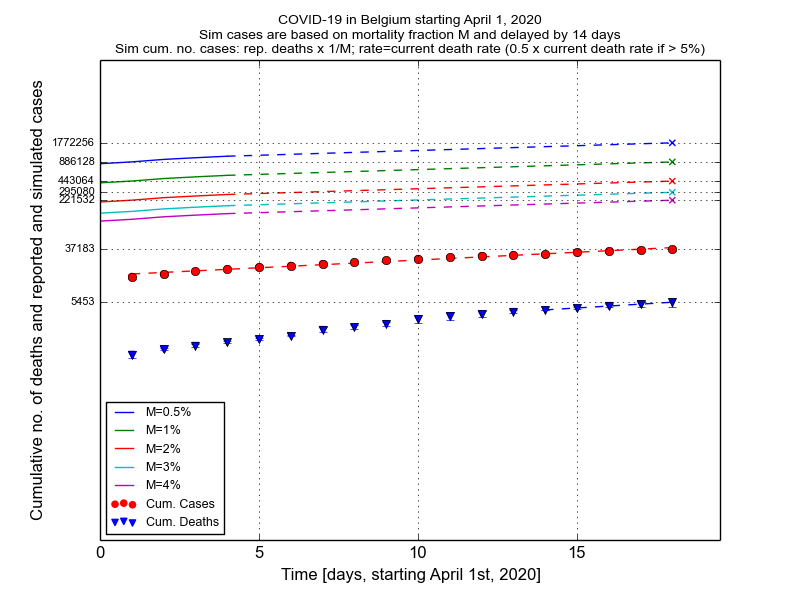 COVID-19 in Belgium starting April 1, 2020
Sim cases are based on mortality fraction M and delayed by 14 days
Sim cum. no. cases: rep. deaths x 1/M; rate=current death rate (0.5 x current death rate if > 5%)
Cumulative no. of deaths and reported and simulated cases
1772256
886128
443064
295080
221532
37183
5453
M=0.5%
M=1%
M=2%
M=3%
M=4%
Cum. Cases
Cum. Deaths
0 5 10 15
Time [days, starting April 1st, 2020]